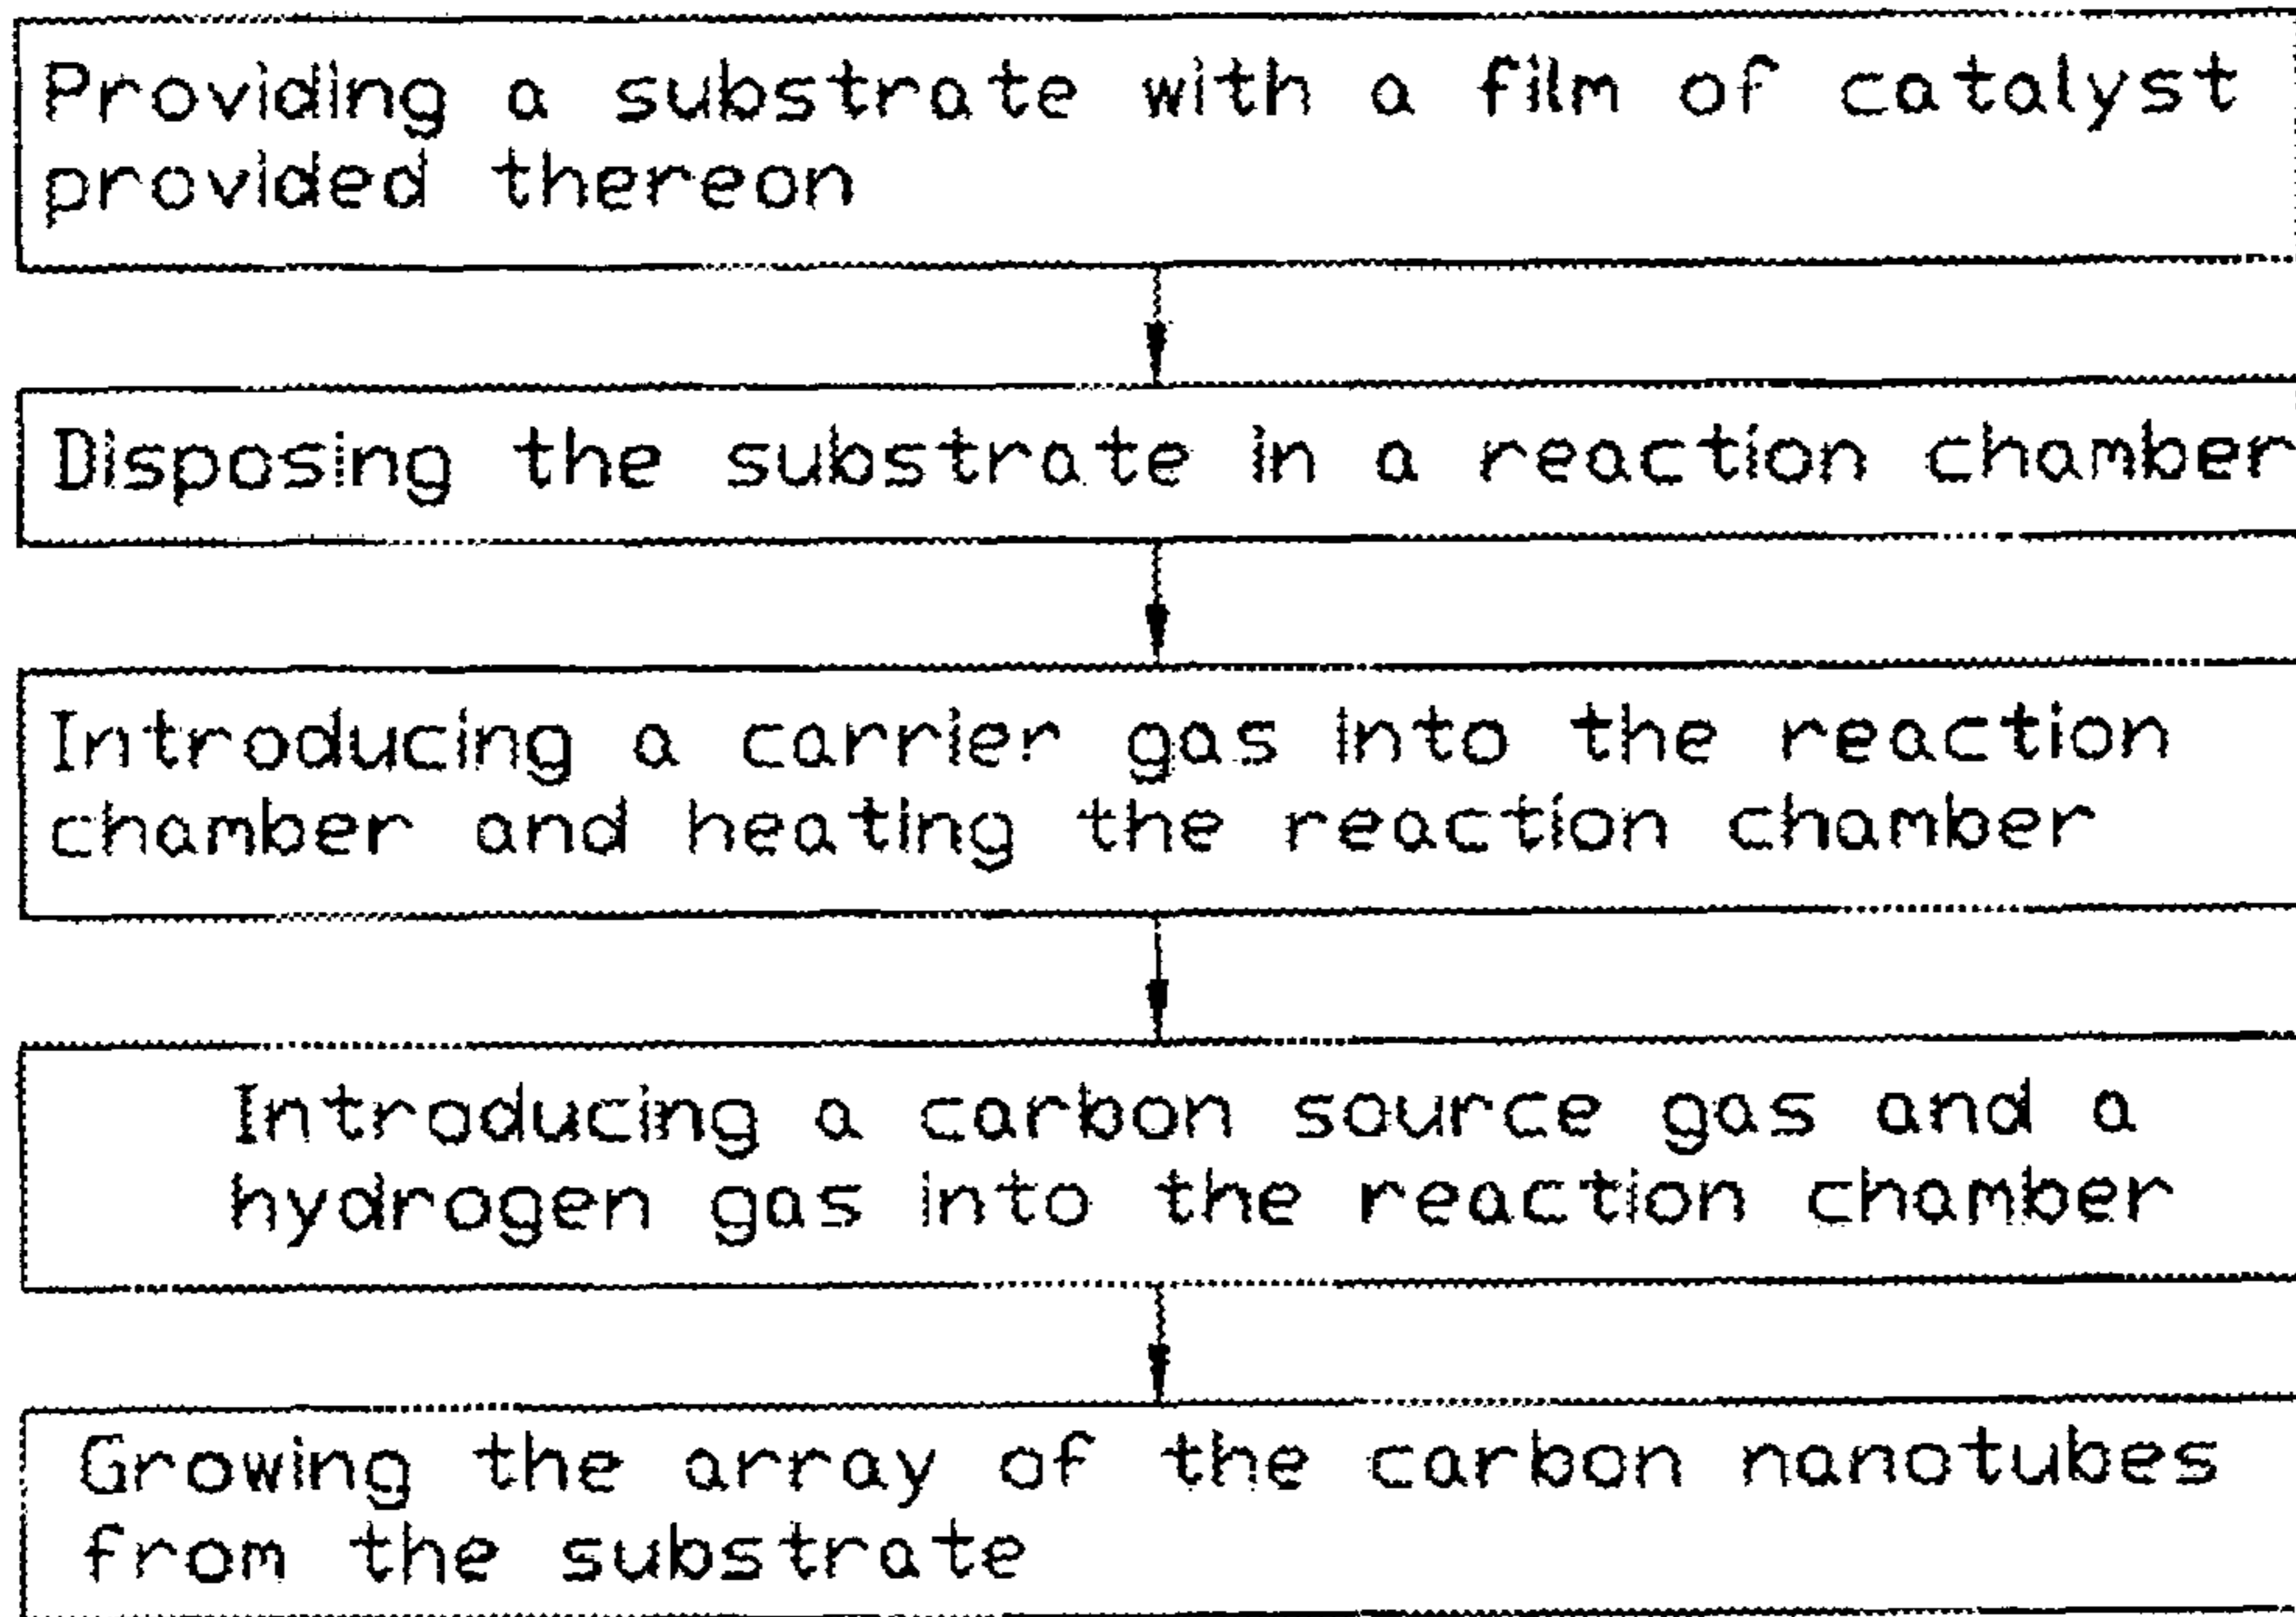 Providing a substrate with a film of catalyst
provided thereon
Disposing the substrate in a reaction chamber
Introducing a carrier gas into the reaction
chamber and heating the reaction chamber
Introducing a carbon source gas and a
hydrogen gas into the reaction chamber
Growing the array of the carbon nanotubes
from the substrate